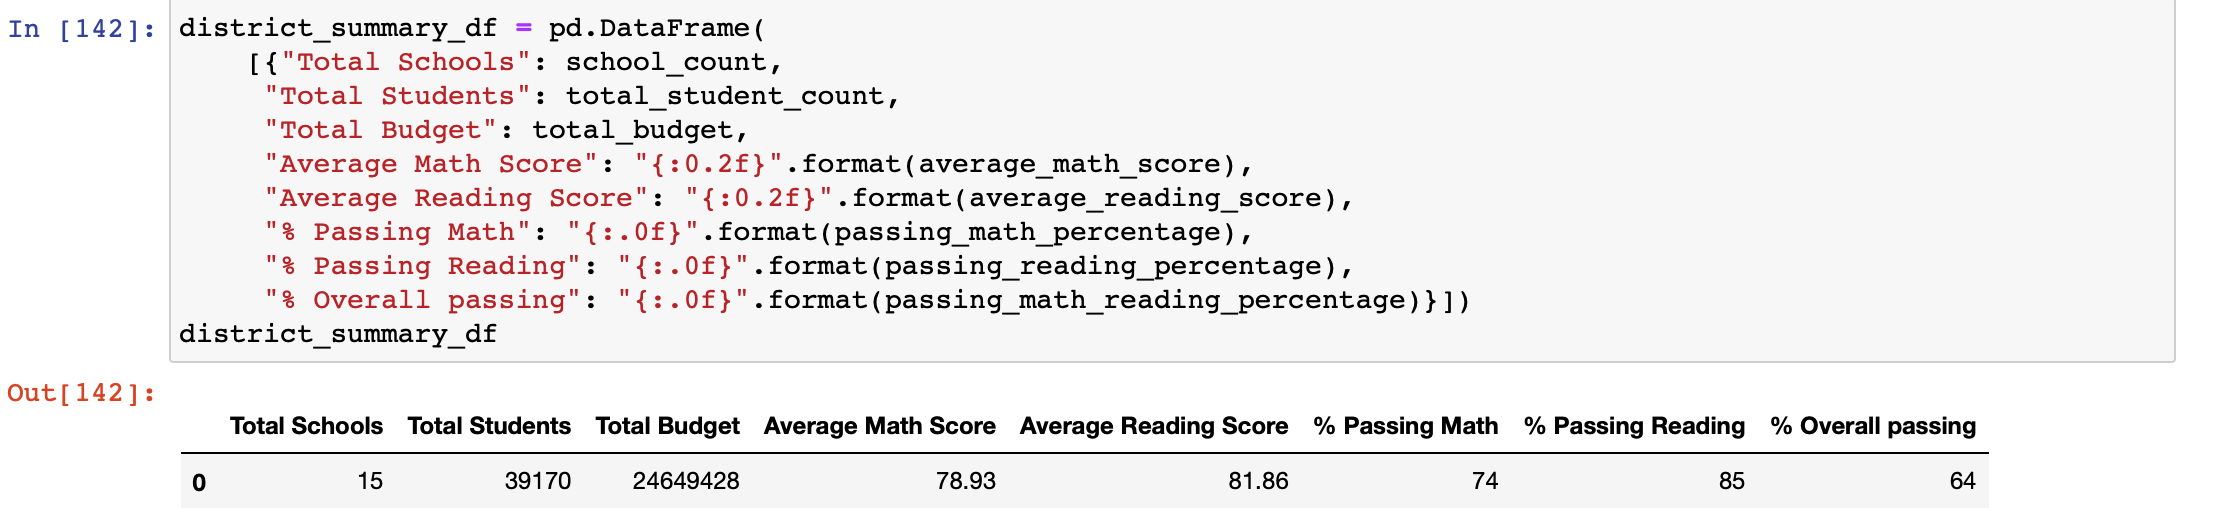 In [142]: district_summary_df = pd.DataFrame(
[{"Total Schools": school_count,
"Total Students": total_student_count,
"Total Budget": total_budget,
"Average Math Score": "{:0.2f}".format(average_math_score),
"Average Reading Score": "{:0.2f}".format(average_reading_score),
"% Passing Math": "{:.0f}".format(passing_math_percentage),
"% Passing Reading": "{:.0f}".format(passing_reading_percentage),
"% Overall passing": "{:.0f}".format(passing_math_reading_percentage)}])
district_summary_df
Out[142]:
Total Schools Total Students Total Budget Average Math Score Average Reading Score % Passing Math % Passing Reading % Overall passing
0 15 39170 24649428 78.93 81.86 74 85 64